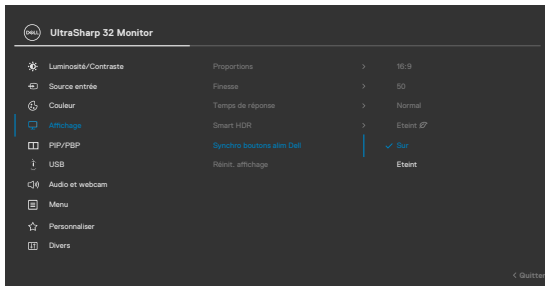 DELL UltraSharp 32 Monitor
Luminosité/Contraste Proportions > 16:9
Source entrée Finesse > 50
Couleur Temps de réponse > Normal
Affichage Smart HDR > Eteint
PIP/PBP Synchro boutons alim Dell Sur
USB Réinit. affichage Eteint
Audio et webcam
Menu
Personnaliser
Divers
< Quitter